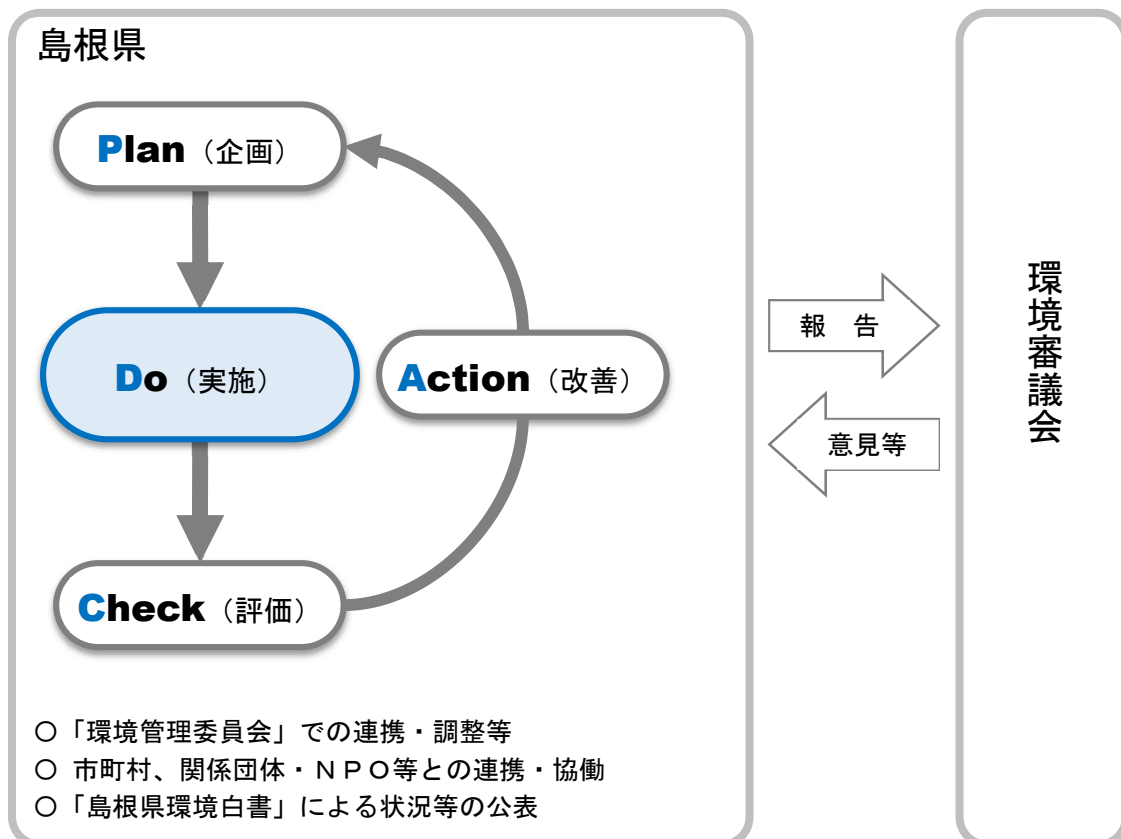 島根県
Plan（企画）
Do（実施）
Action（改善）
Check（評価）
報　告
意見等
環境審議会
○「環境管理委員会」での連携・調整等
○ 市町村、関係団体・ＮＰＯ等との連携・協働
○「島根県環境白書」による状況等の公表